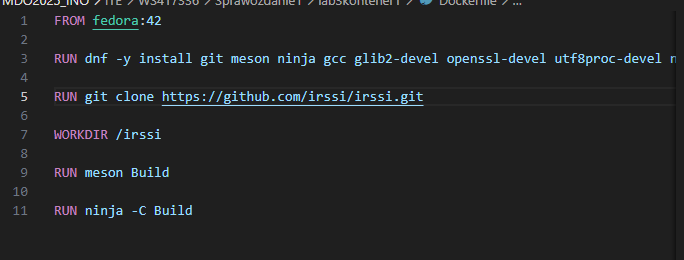 MDO2025_INO > ITE > WS417336 > Sprawozdanie1 > lab3kontener1 > Dockerfile > ...
1 FROM fedora:42
2
3 RUN dnf -y install git meson ninja gcc glib2-devel openssl-devel utf8proc-devel n
4
5 RUN git clone https://github.com/irssi/irssi.git
6
7 WORKDIR /irssi
8
9 RUN meson Build
10
11 RUN ninja -C Build